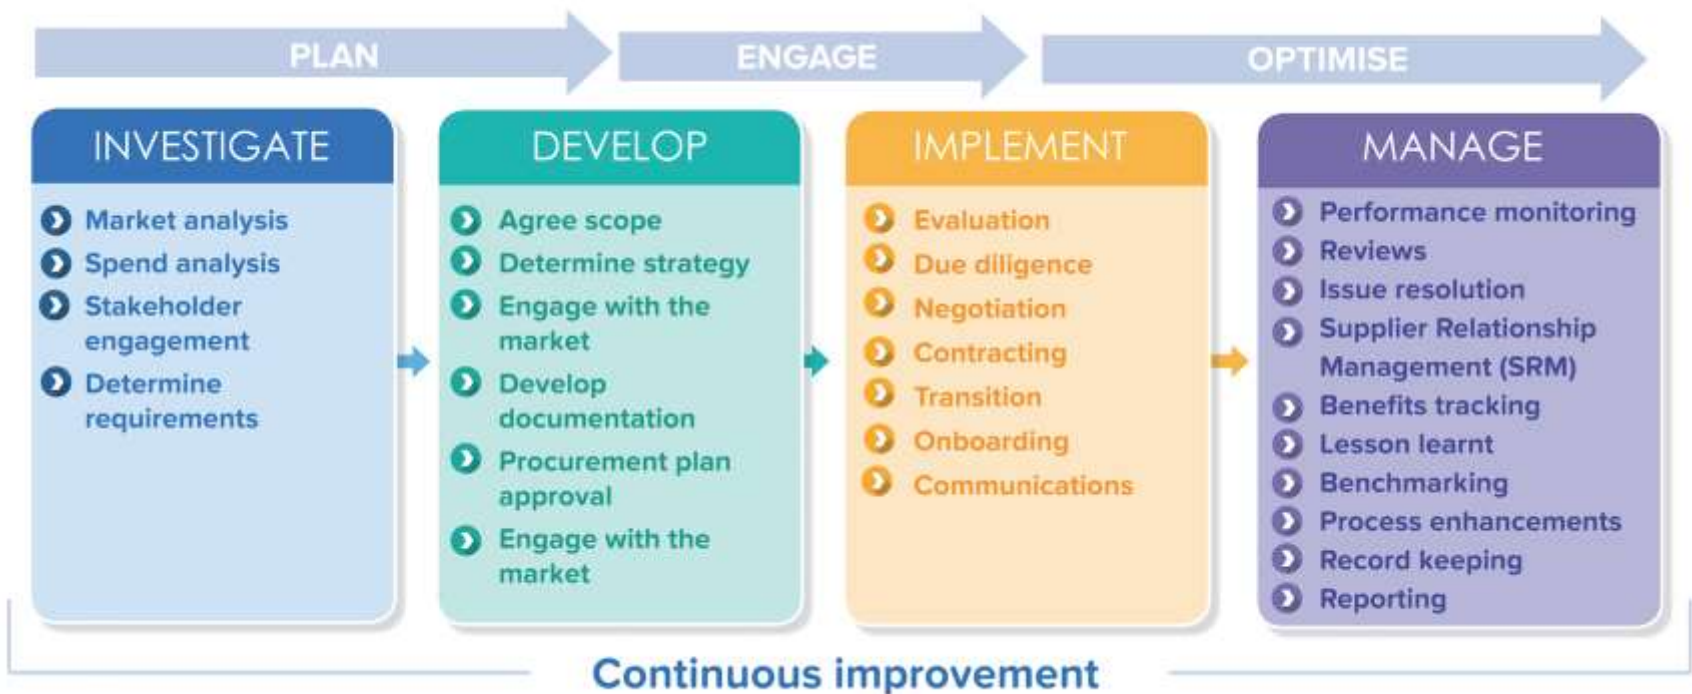 PLAN
ENGAGE
OPTIMISE
INVESTIGATE
Market analysis
Spend analysis
Stakeholder
engagement
Determine
requirements
DEVELOP
Agree scope
Determine strategy
Engage with the
market
Develop
documentation
Procurement plan
approval
Engage with the
market
IMPLEMENT
Evaluation
Due diligence
Negotiation
Contracting
Transition
Onboarding
Communications
MANAGE
Performance monitoring
Reviews
Issue resolution
Supplier Relationship
Management (SRM)
Benefits tracking
Lesson learnt
Benchmarking
Process enhancements
Record keeping
Reporting
Continuous improvement